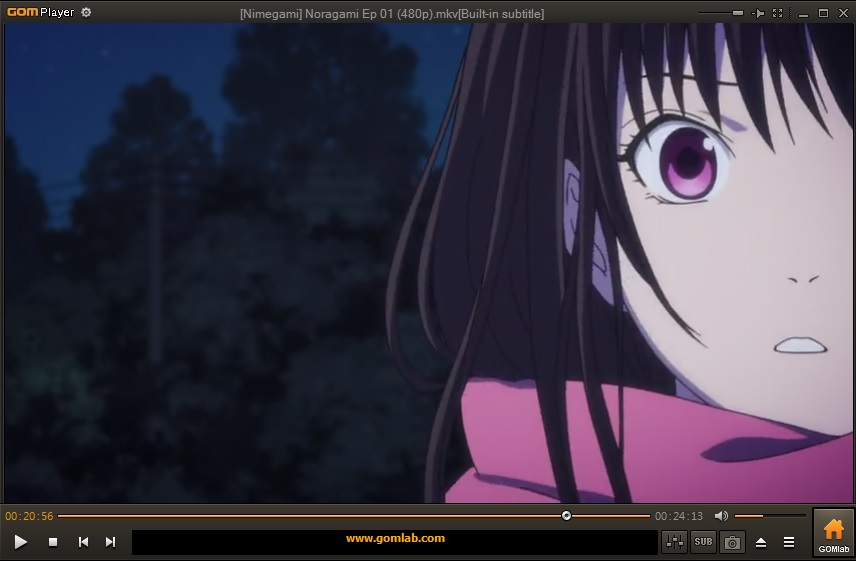 GOM Player
[Nimegami] Noragami Ep 01 (480p).mkv[Built-in subtitle]
00:20:56
00:24:13
www.gomlab.com
SUB
GOMlab